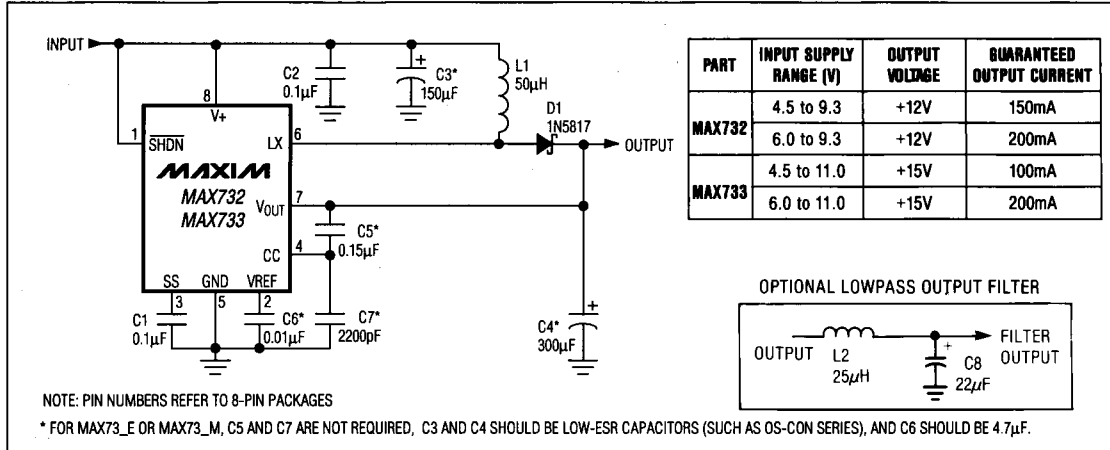 INPUT
C2
0.1µF
+
C3*
150µF
L1
50µH
D1
1N5817
OUTPUT
8
V+
1
SHDN
LX
6
MAXIM
MAX732
MAX733
VOUT
7
C5*
0.15µF
CC
4
SS
GND
VREF
3
5
2
C1
0.1µF
C6*
0.01µF
C7*
2200pF
+
C4*
300µF
PART
INPUT SUPPLY RANGE (V)
OUTPUT VOLTAGE
GUARANTEED OUTPUT CURRENT
MAX732
4.5 to 9.3 +12V 150mA
6.0 to 9.3 +12V 200mA
MAX733
4.5 to 11.0 +15V 100mA
6.0 to 11.0 +15V 200mA
OPTIONAL LOWPASS OUTPUT FILTER
OUTPUT
L2
25µH
+
C8
22µF
FILTER
OUTPUT
NOTE: PIN NUMBERS REFER TO 8-PIN PACKAGES
* FOR MAX73_E OR MAX73_M, C5 AND C7 ARE NOT REQUIRED, C3 AND C4 SHOULD BE LOW-ESR CAPACITORS (SUCH AS OS-CON SERIES), AND C6 SHOULD BE 4.7µF.